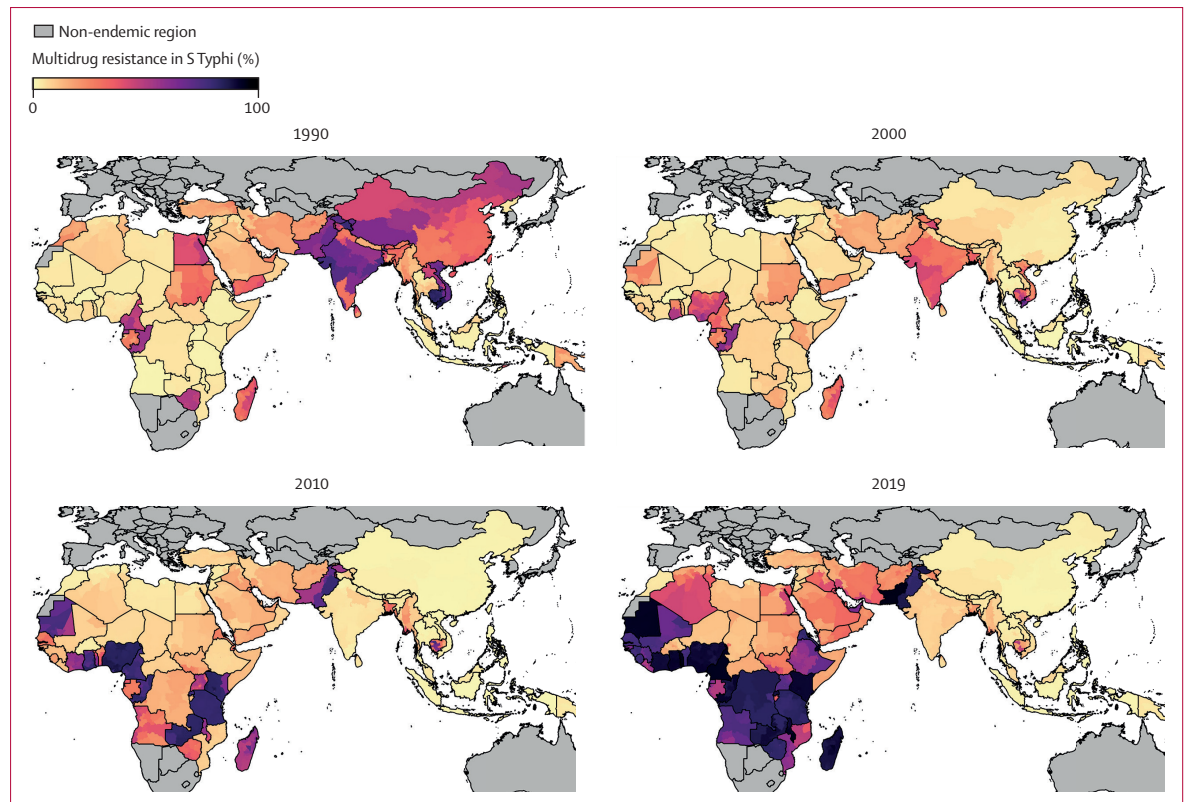 Non-endemic region
Multidrug resistance in S Typhi (%)
0 100
1990 2000
2010 2019